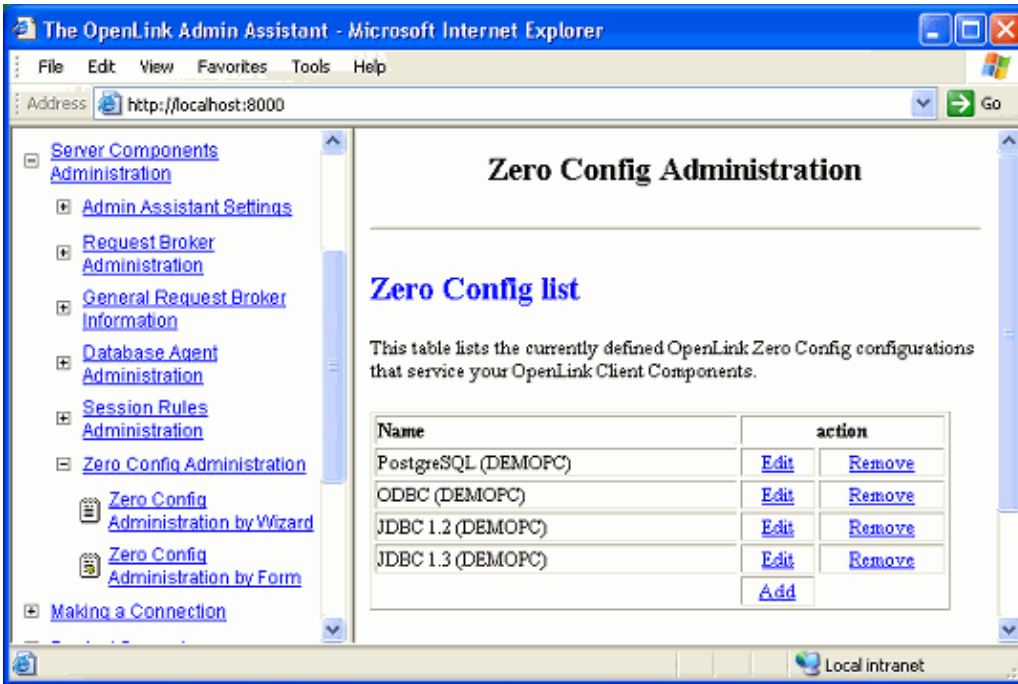 The OpenLink Admin Assistant - Microsoft Internet Explorer
File Edit View Favorites Tools Help
Address http://localhost:8000 Go
Server Components
Administration
Admin Assistant Settings
Request Broker
Administration
General Request Broker
Information
Database Agent
Administration
Session Rules
Administration
Zero Config Administration
Zero Config
Administration by Wizard
Zero Config
Administration by Form
Making a Connection
Zero Config Administration
Zero Config list
This table lists the currently defined OpenLink Zero Config configurations
that service your OpenLink Client Components.
Name action
PostgreSQL (DEMOPC) Edit Remove
ODBC (DEMOPC) Edit Remove
JDBC 1.2 (DEMOPC) Edit Remove
JDBC 1.3 (DEMOPC) Edit Remove
Add
Local intranet